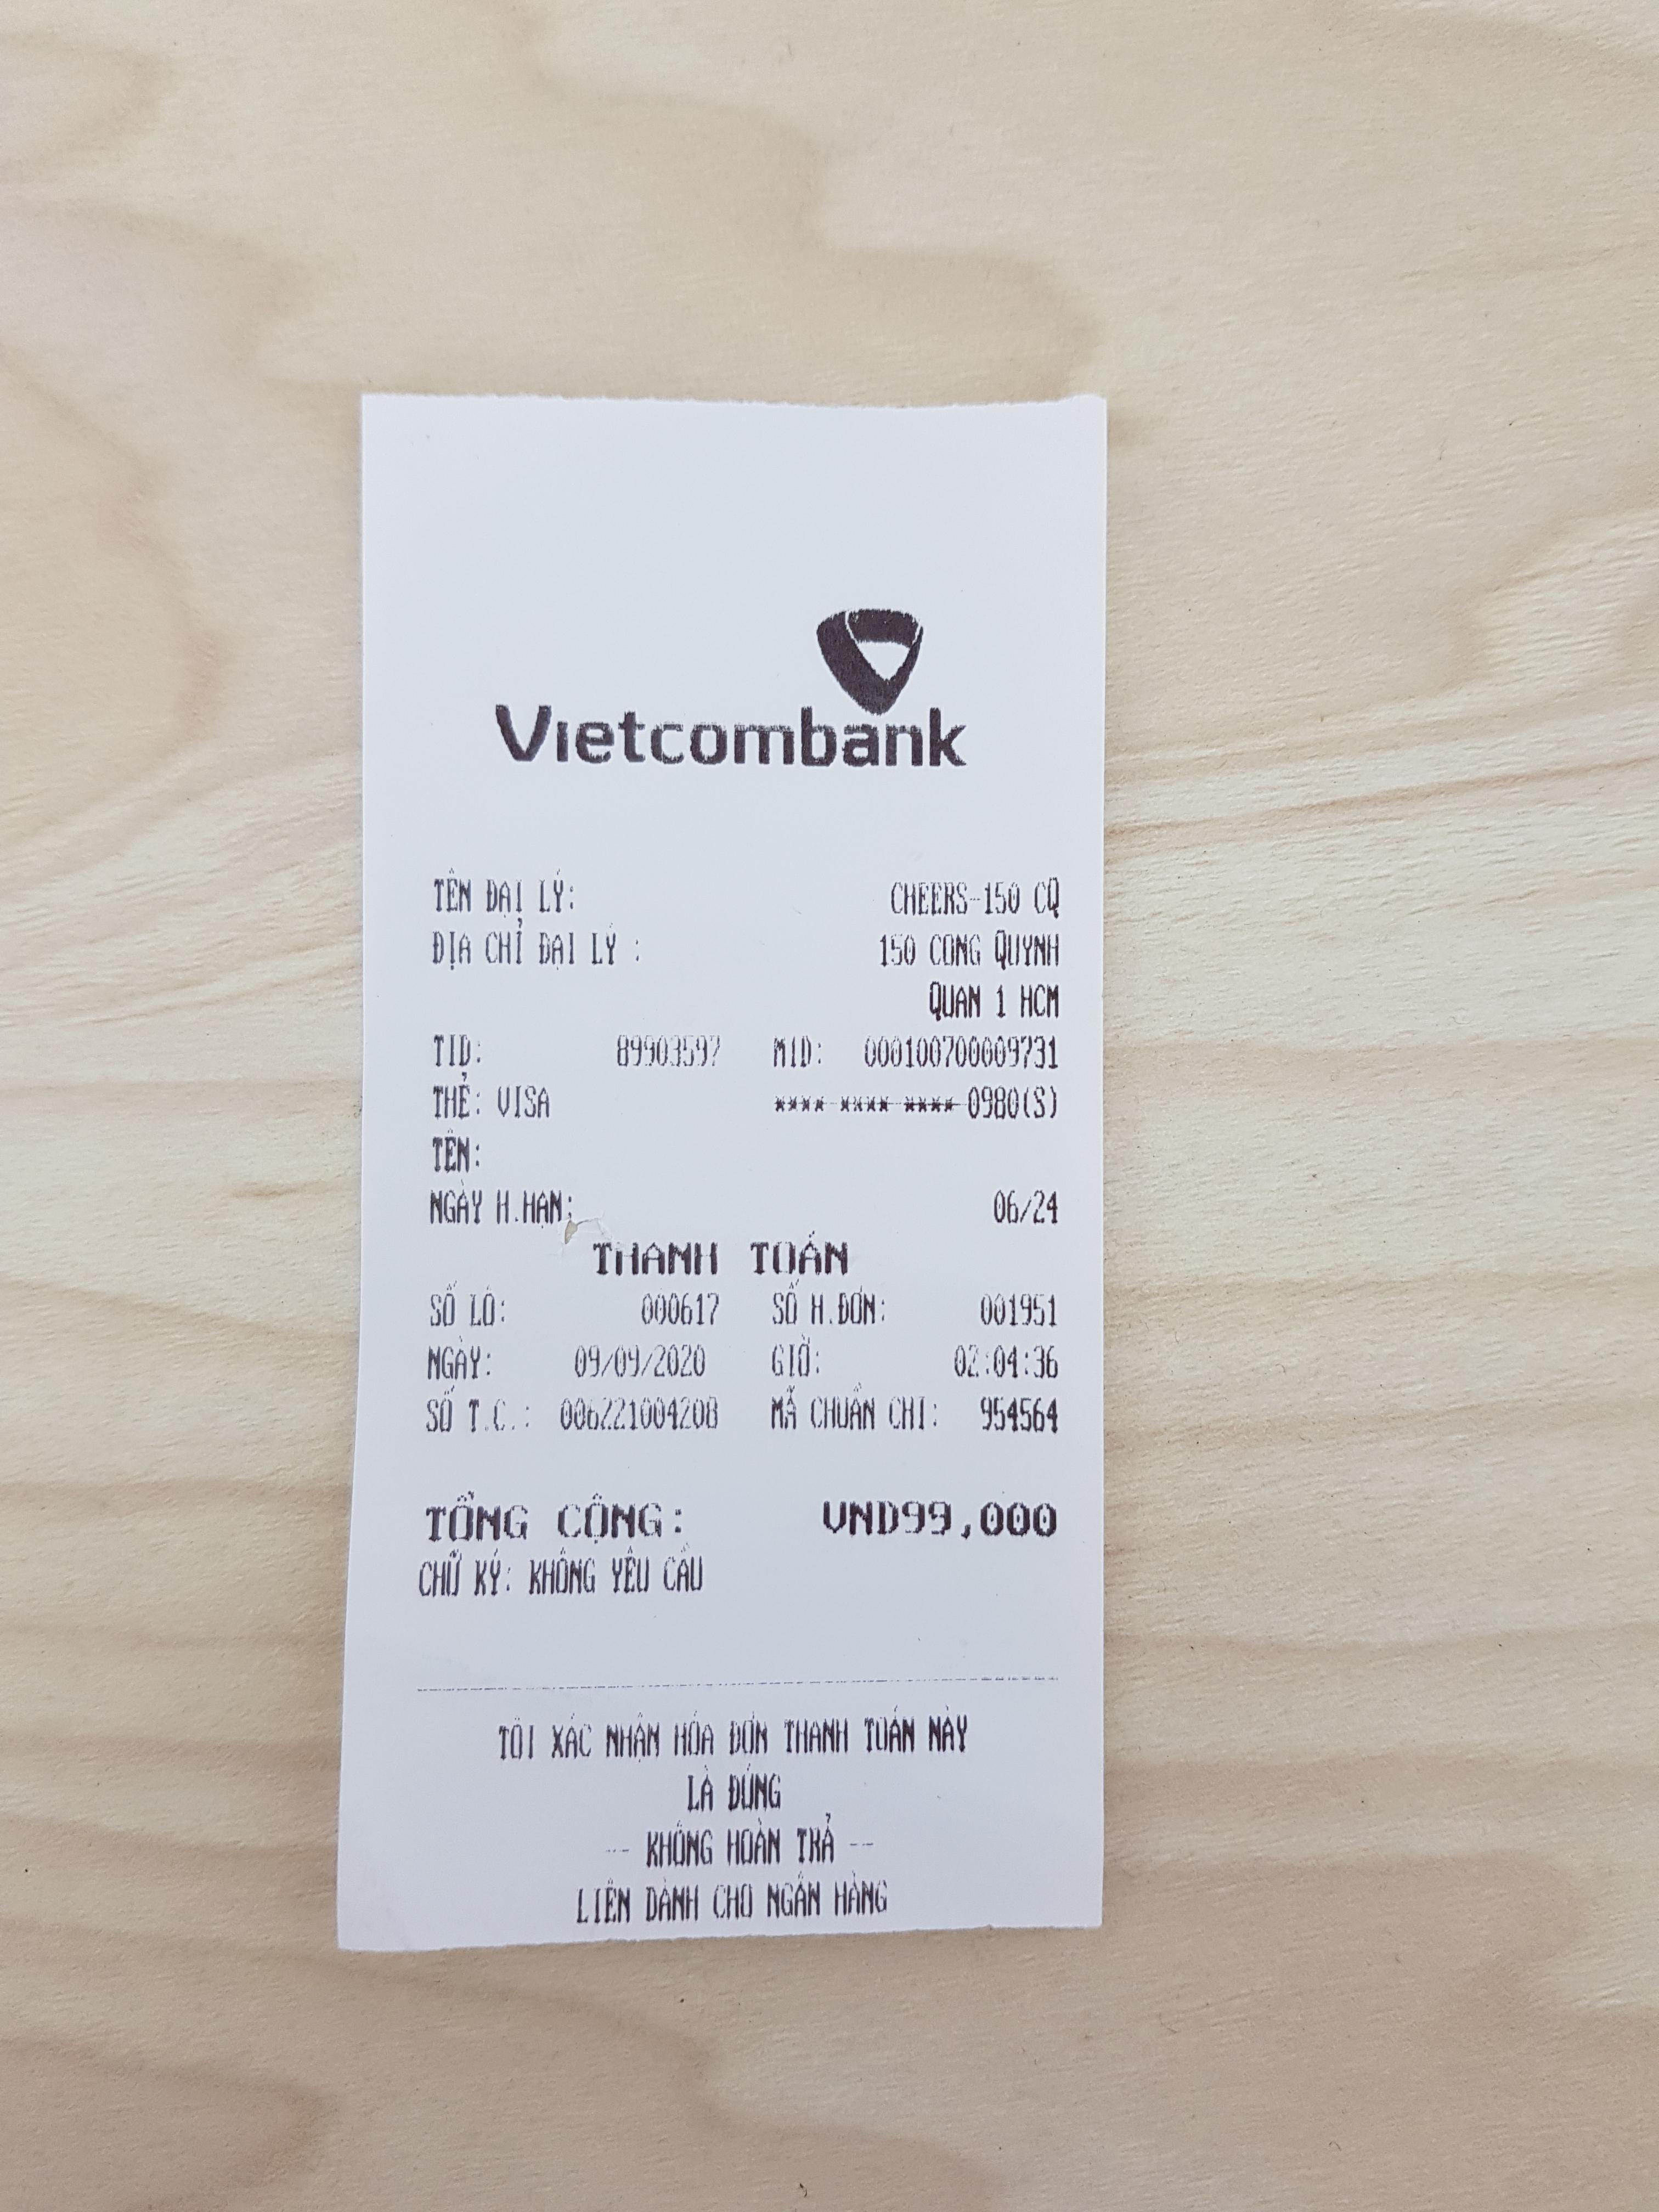 Vietcombank
TÊN ĐẠI LÝ: CHEERS-150 CQ
ĐỊA CHỈ ĐẠI LÝ : 150 CONG QUYNH
QUAN 1 HCM
TID: 89903597 MID: 000100700009731
THẺ: VISA ****-****-****-0980(S)
TÊN:
NGÀY H.HẠN: 06/24
THANH TOÁN
SỐ LÔ: 000617 SỐ H.ĐƠN: 001951
NGÀY: 09/09/2020 GIỜ: 02:04:36
SỐ T.C.: 006221004208 MÃ CHUẨN CHI: 954564
TỔNG CỘNG: VND99,000
CHỮ KÝ: KHÔNG YÊU CẦU
TÔI XÁC NHẬN HÓA ĐƠN THANH TOÁN NÀY
LÀ ĐÚNG
-- KHÔNG HOÀN TRẢ --
LIÊN DÀNH CHO NGÂN HÀNG